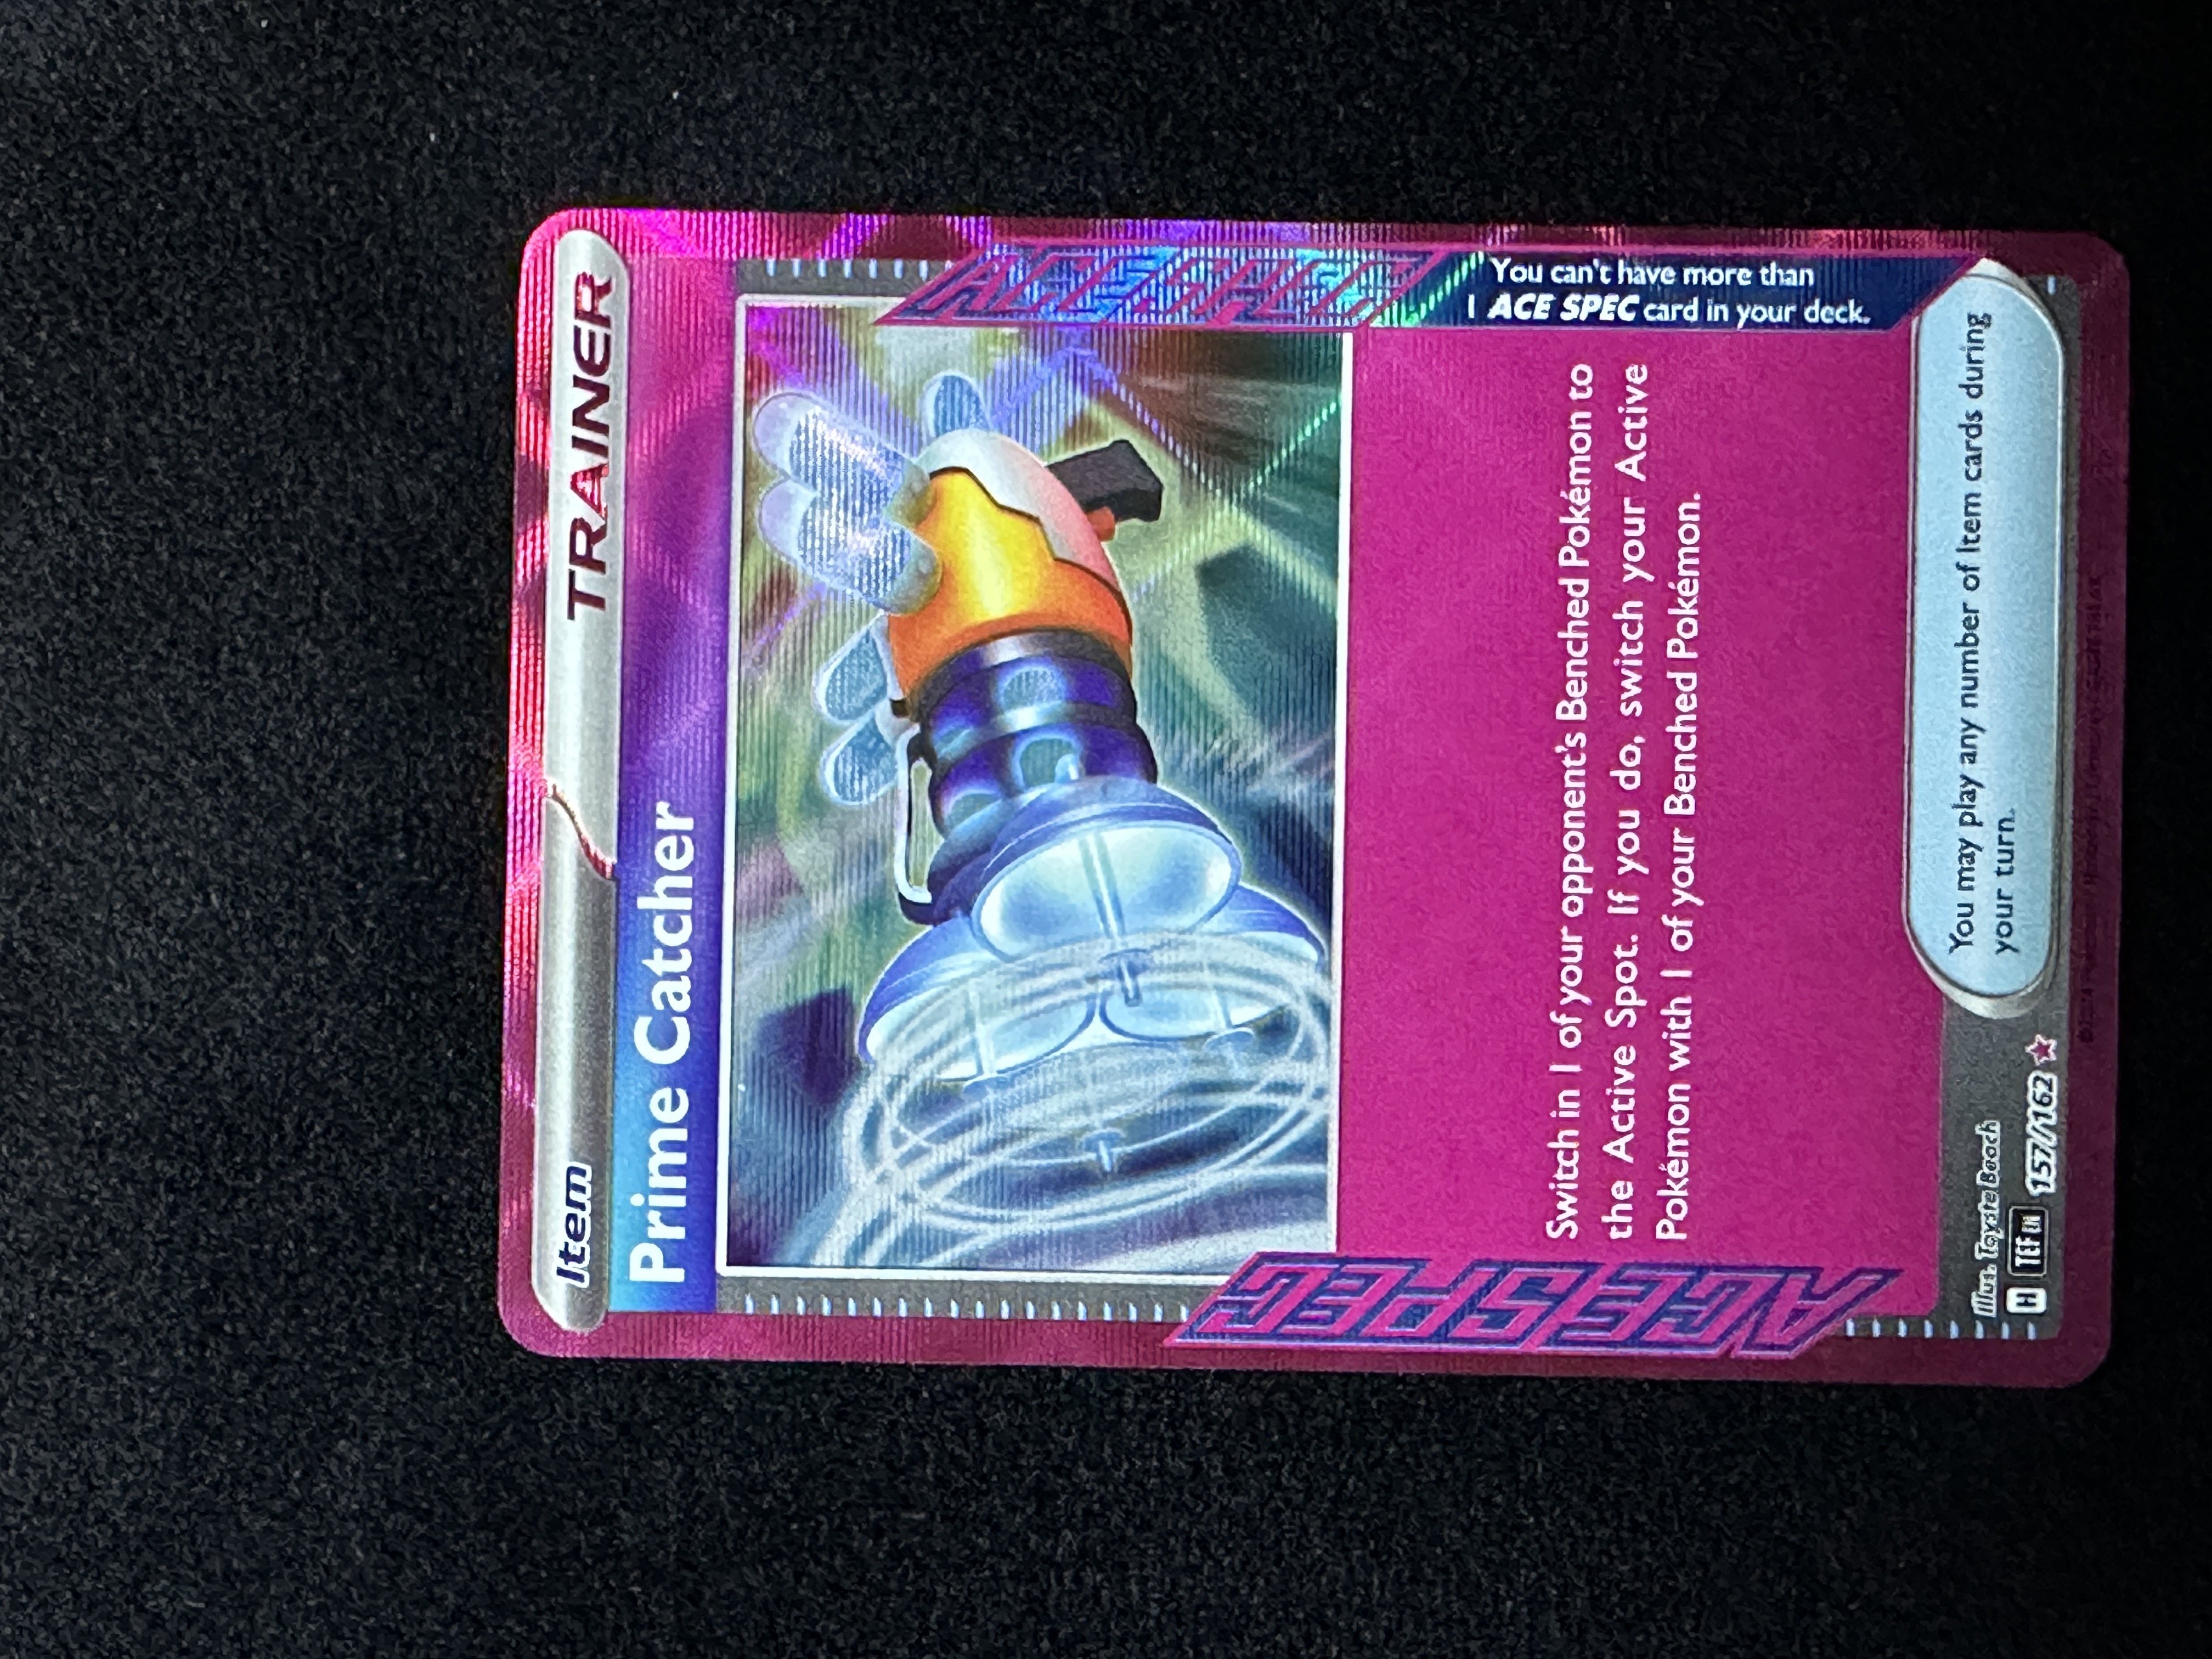 Item
TRAINER
Prime Catcher
ACE SPEC
You can't have more than
1 ACE SPEC card in your deck.
Switch in 1 of your opponent's Benched Pokémon to
the Active Spot. If you do, switch your Active
Pokémon with 1 of your Benched Pokémon.
ACE SPEC
You may play any number of Item cards during
your turn.
Illus. Toyste Beach
H TEF EN 157/162 ★